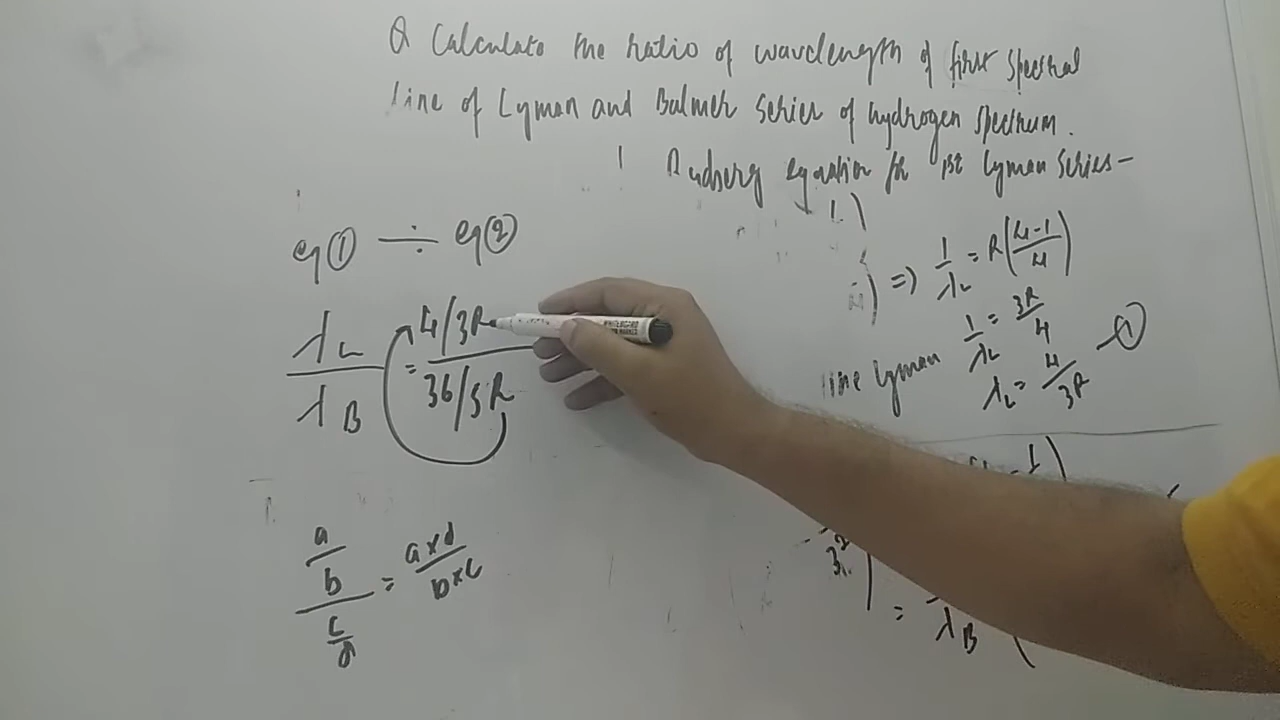 Q Calculate the ratio of wavelength of first spectral
line of Lyman and Balmer series of hydrogen spectrum.
Rydberg equation for 1st Lyman series-
eq① ÷ eq②
λL/λB = (4/3R)/(36/5R)
(a/b)/(c/d) = (a×d)/(b×c)
=> 1/λL = R((4-1)/4)
1/λL = 3R/4
line Lyman
λL = 4/3R —①
= λB